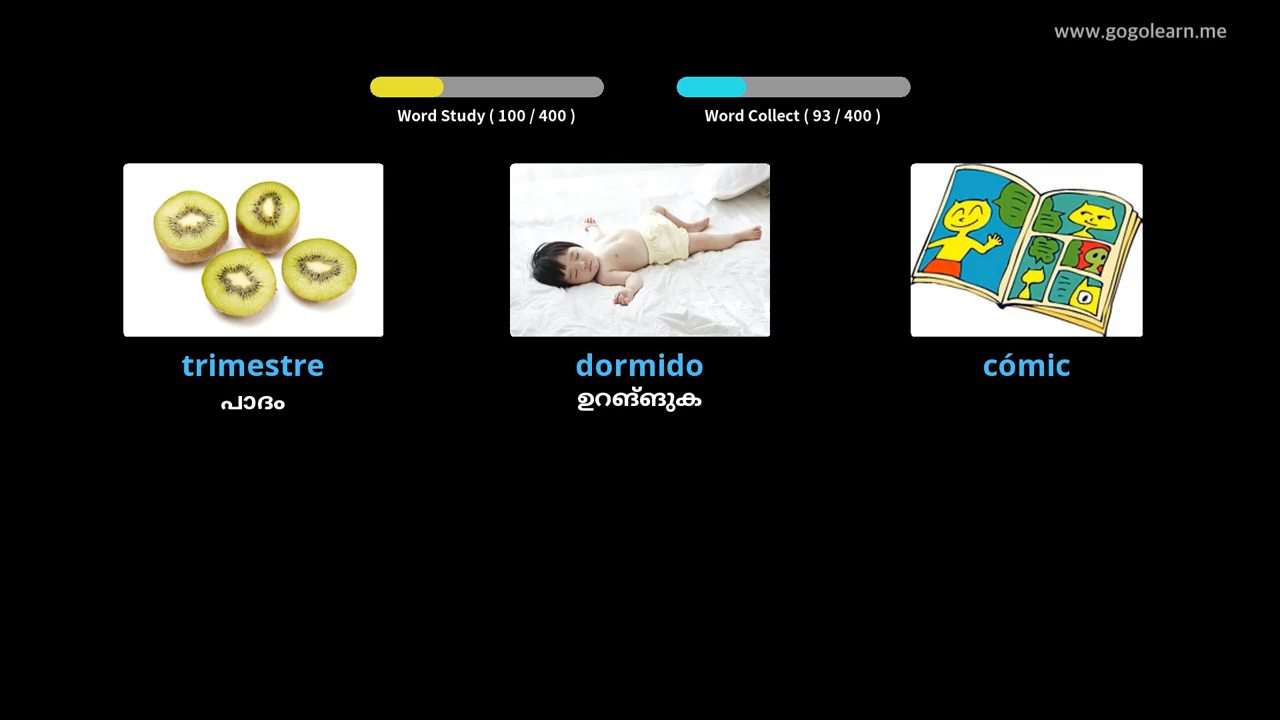 www.gogolearn.me
Word Study ( 100 / 400 )
Word Collect ( 93 / 400 )
trimestre
പാദം
dormido
ഉറങ്ങുക
cómic